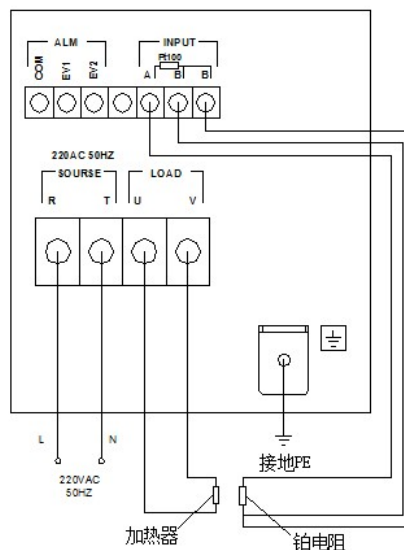 ALM
INPUT
COM
EV1
EV2
Pt100
A
B
B
220AC 50HZ
SOURSE
LOAD
R
T
U
V
L
N
220VAC
50HZ
接地PE
加热器
铂电阻